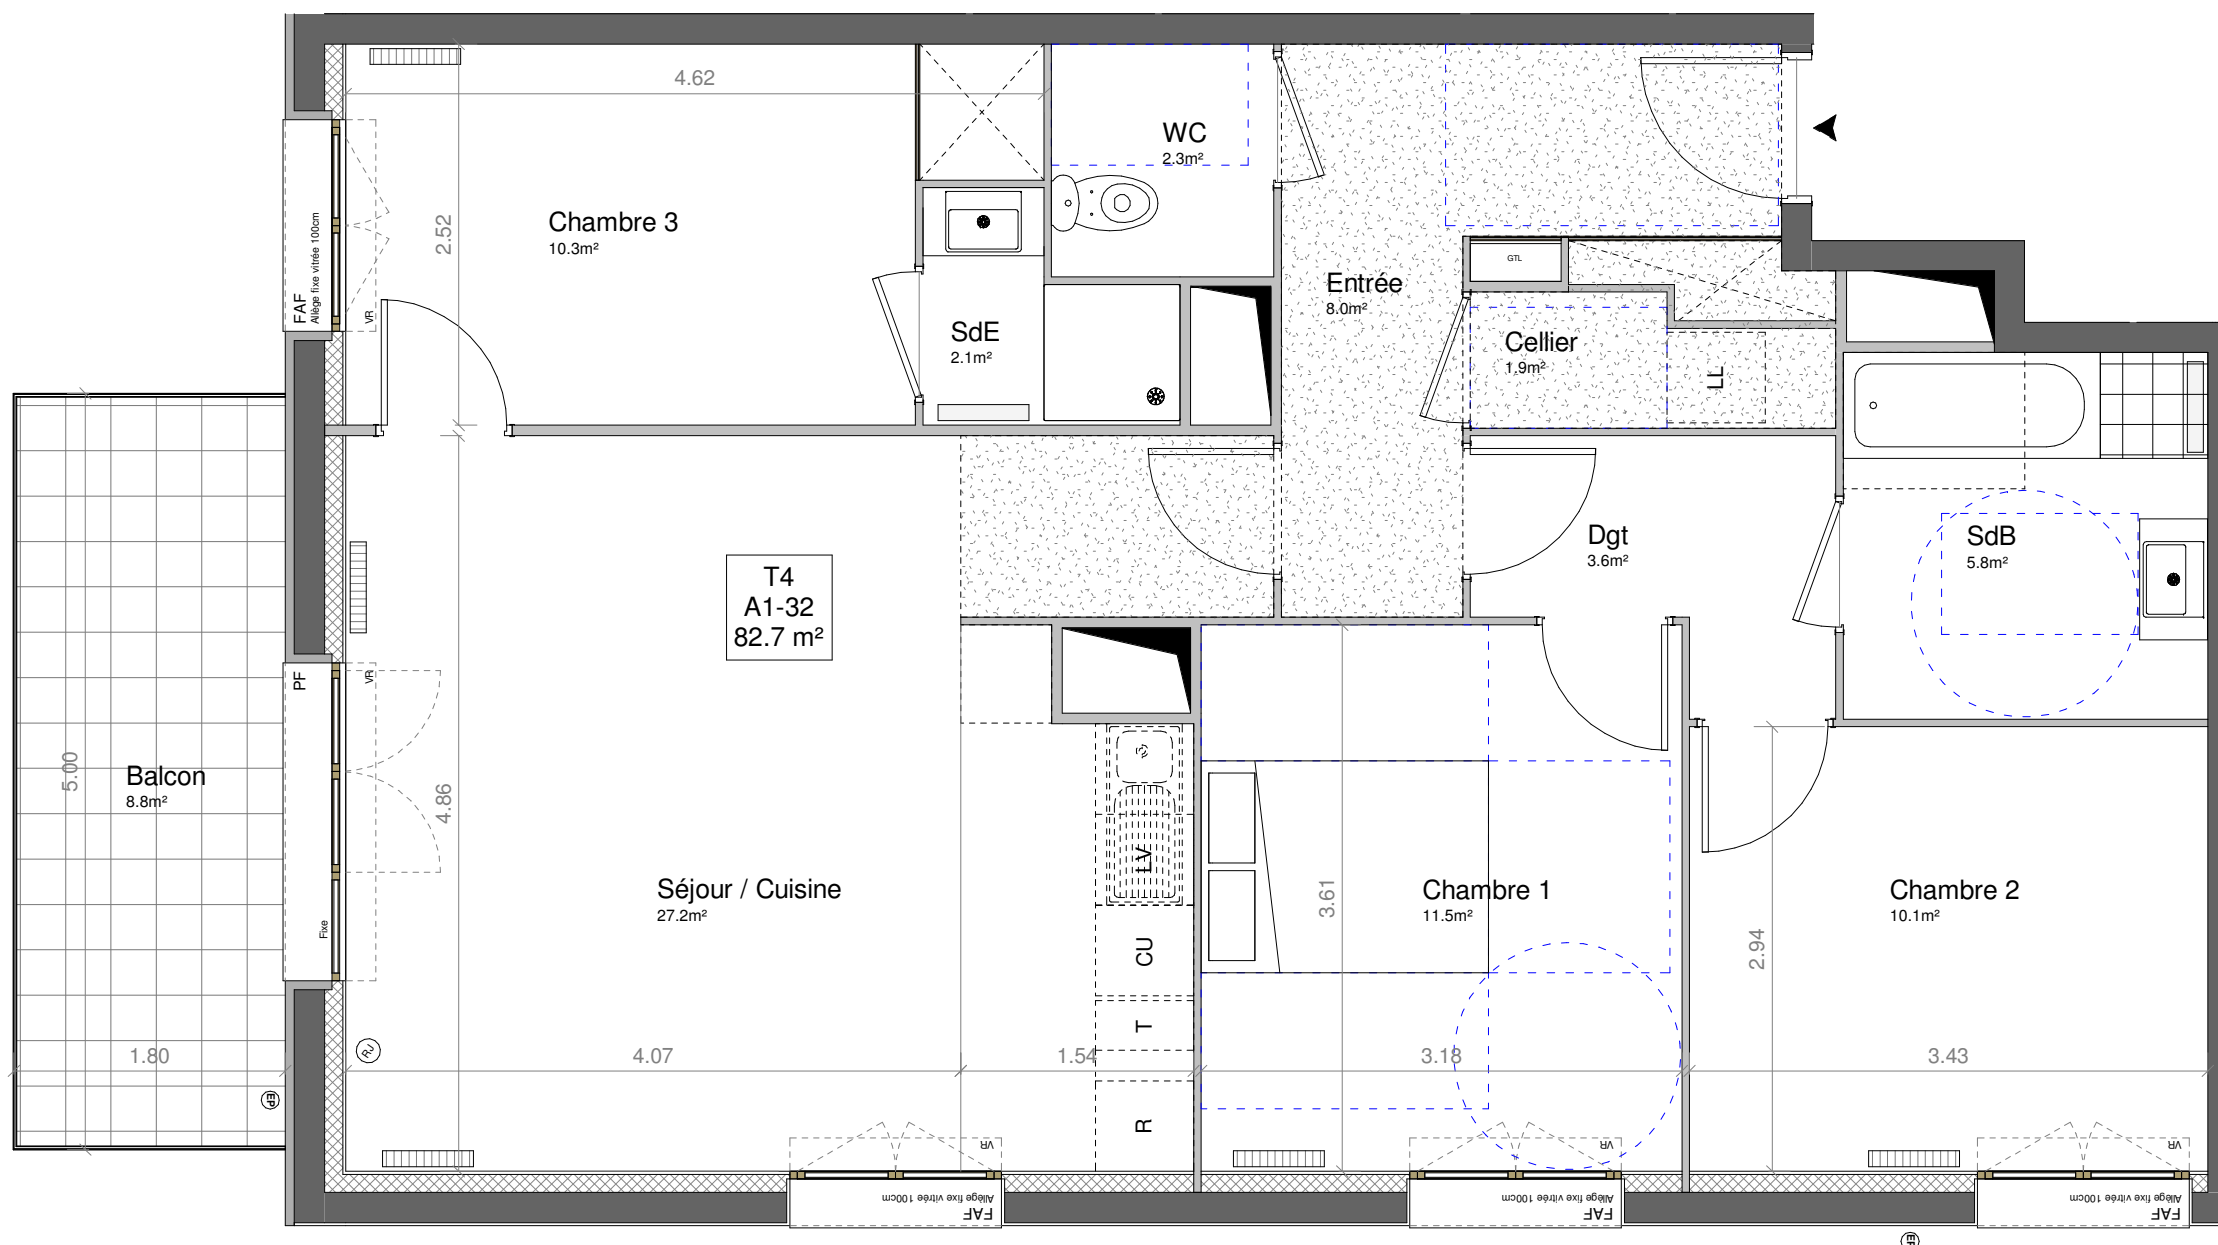 4.62
WC
2.3m²
Chambre 3
10.3m²
2.52
FAF
Allège fixe vitrée 100cm
VR
SdE
2.1m²
Entrée
8.0m²
GTL
Cellier
1.9m²
LL
Dgt
3.6m²
SdB
5.8m²
T4
A1-32
82.7 m²
PF
VR
Fixe
Balcon
8.8m²
5.00
1.80
EP
RJ
4.86
Séjour / Cuisine
27.2m²
4.07
1.54
LV
CU
T
R
Chambre 1
11.5m²
3.61
3.18
Chambre 2
10.1m²
2.94
3.43
VR
Allège fixe vitrée 100cm
FAF
VR
Allège fixe vitrée 100cm
FAF
VR
Allège fixe vitrée 100cm
FAF
EP